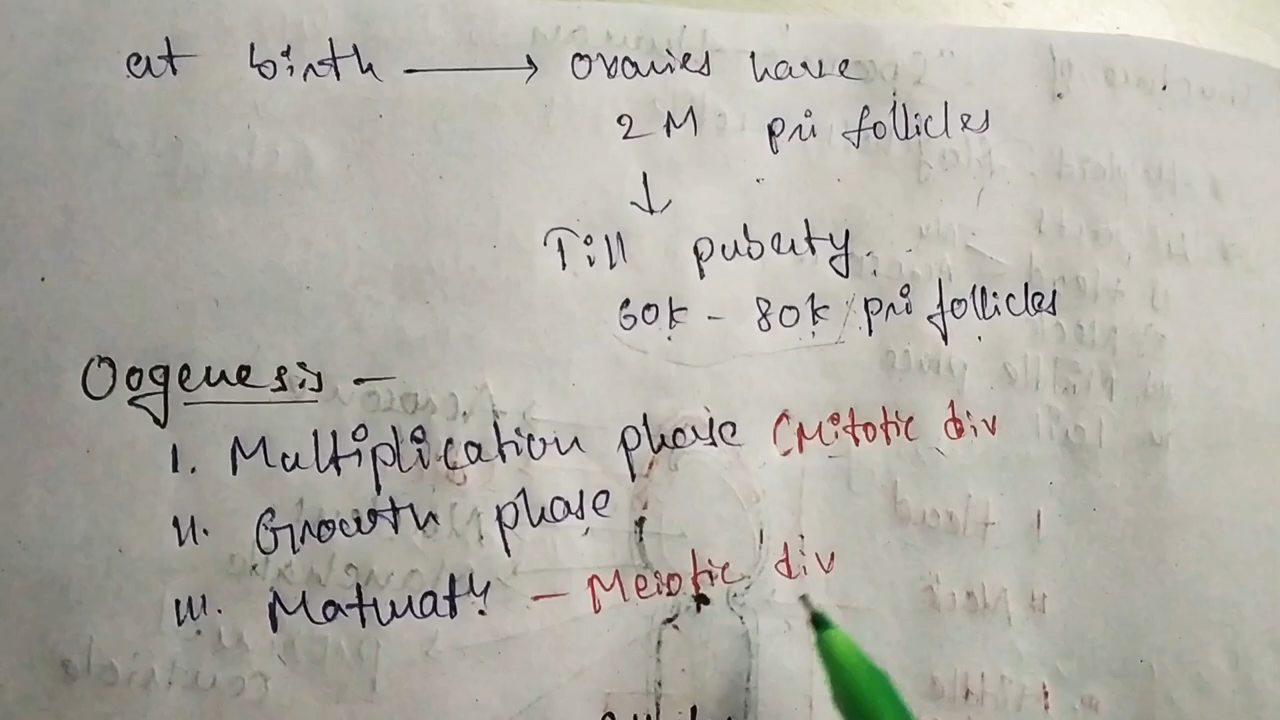 at birth → ovaries have
2 M pri follicles
↓
Till puberty.
60k - 80k / pri follicles
Oogenesis -
I. Multiplication phase (Mitotic div
II. Growth phase
III. - Meiotic div